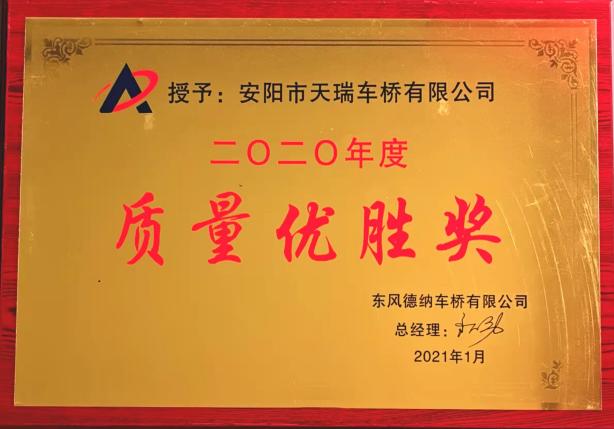 授予：安阳市天瑞车桥有限公司
二〇二〇年度
质量优胜奖
东风德纳车桥有限公司
总经理：
2021年1月